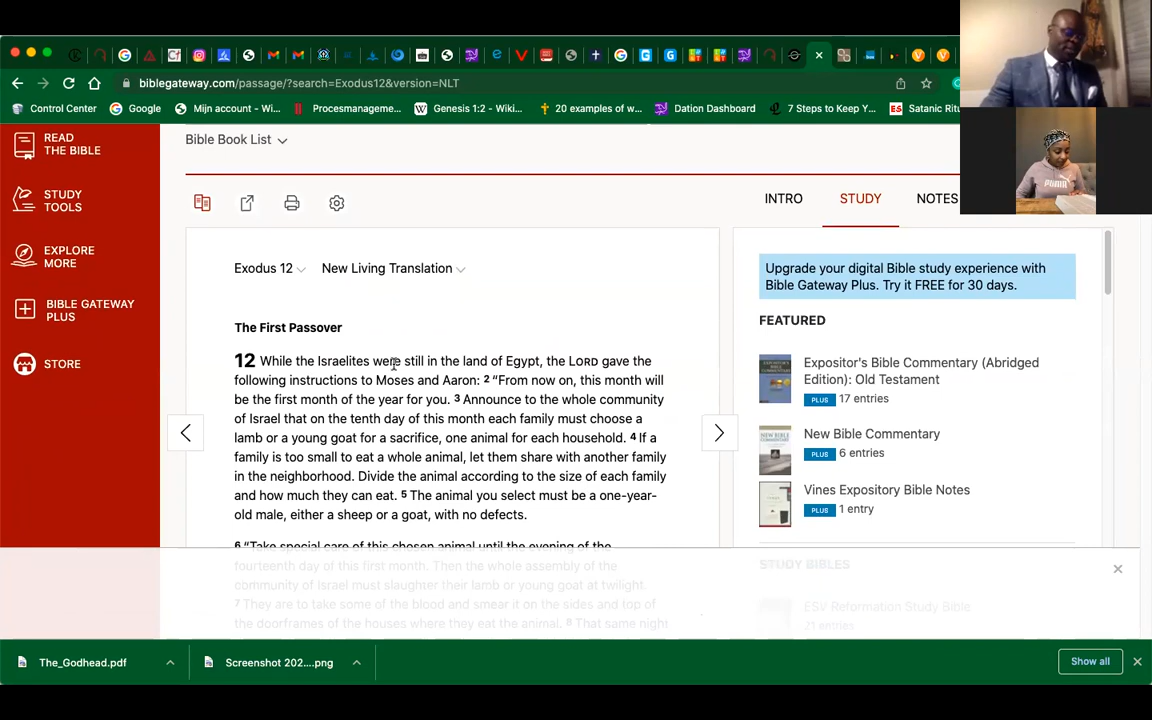 biblegateway.com/passage/?search=Exodus12&version=NLT
Control Center
Google
Mijn account - Wi...
Procesmanageme...
Genesis 1:2 - Wiki...
20 examples of w...
Dation Dashboard
7 Steps to Keep Y...
Satanic Ritu
READ
THE BIBLE
STUDY
TOOLS
EXPLORE
MORE
BIBLE GATEWAY
PLUS
STORE
Bible Book List
INTRO
STUDY
NOTES
Exodus 12
New Living Translation
The First Passover
12 While the Israelites were still in the land of Egypt, the LORD gave the
following instructions to Moses and Aaron: 2 “From now on, this month will
be the first month of the year for you. 3 Announce to the whole community
of Israel that on the tenth day of this month each family must choose a
lamb or a young goat for a sacrifice, one animal for each household. 4 If a
family is too small to eat a whole animal, let them share with another family
in the neighborhood. Divide the animal according to the size of each family
and how much they can eat. 5 The animal you select must be a one-year-
old male, either a sheep or a goat, with no defects.
6 “Take special care of this chosen animal until the evening of the
fourteenth day of this first month. Then the whole assembly of the
community of Israel must slaughter their lamb or young goat at twilight.
7 They are to take some of the blood and smear it on the sides and top of
the doorframes of the houses where they eat the animal. 8 That same night
Upgrade your digital Bible study experience with
Bible Gateway Plus. Try it FREE for 30 days.
FEATURED
Expositor's Bible Commentary (Abridged
Edition): Old Testament
PLUS 17 entries
New Bible Commentary
PLUS 6 entries
Vines Expository Bible Notes
PLUS 1 entry
STUDY BIBLES
ESV Reformation Study Bible
21 entries
PUMA
The_Godhead.pdf
Screenshot 202....png
Show all